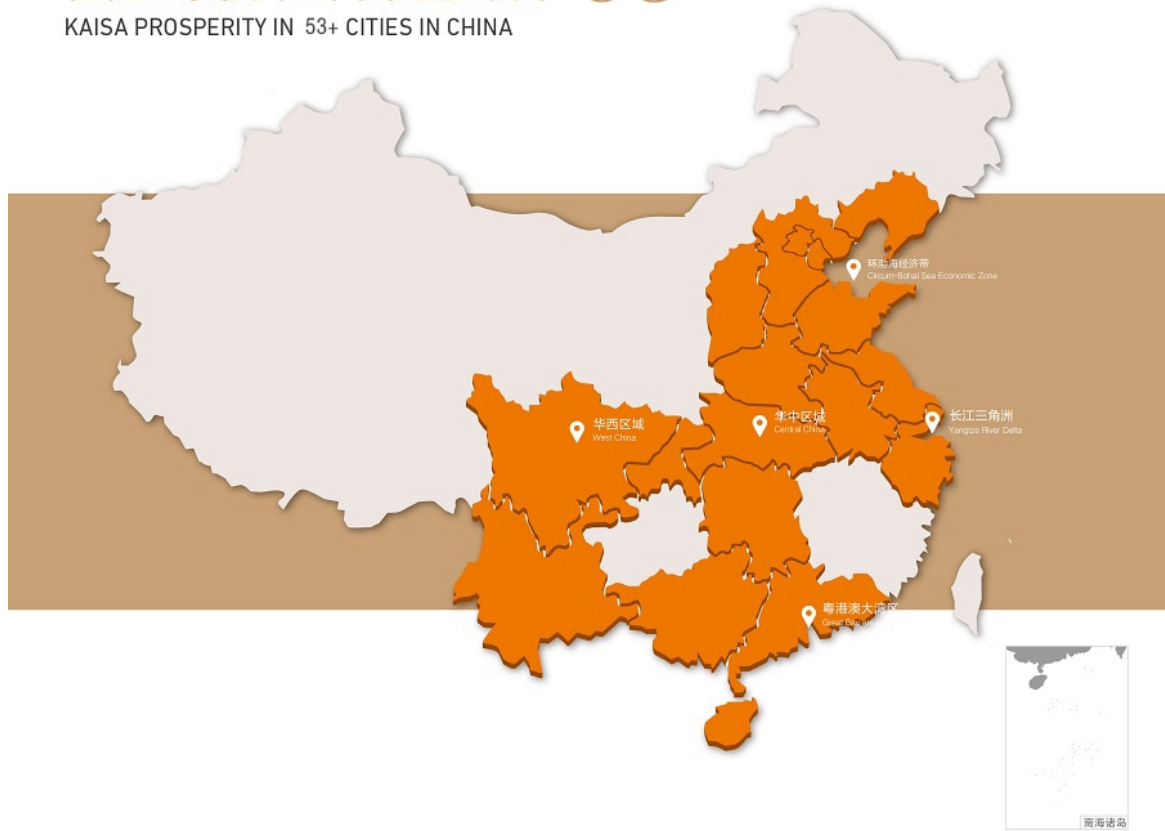 KAISA PROSPERITY IN 53+ CITIES IN CHINA
环渤海经济带
Circum-Bohai Sea Economic Zone
华西区域
West China
华中区域
Central China
长江三角洲
Yangtze River Delta
粤港澳大湾区
Great Bay
南海诸岛